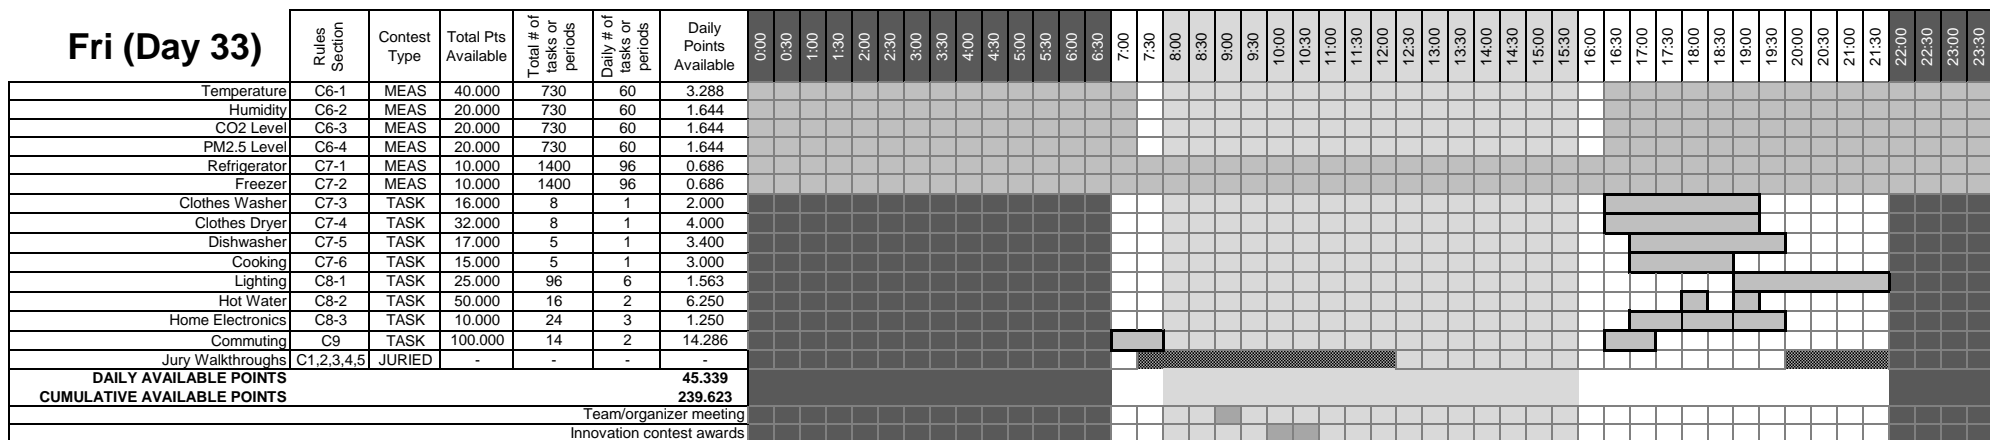 Fri (Day 33) Rules Section Contest Type Total Pts Available Total # of tasks or periods Daily # of tasks or periods Daily Points Available 0:00 0:30 1:00 1:30 2:00 2:30 3:00 3:30 4:00 4:30 5:00 5:30 6:00 6:30 7:00 7:30 8:00 8:30 9:00 9:30 10:00 10:30 11:00 11:30 12:00 12:30 13:00 13:30 14:00 14:30 15:00 15:30 16:00 16:30 17:00 17:30 18:00 18:30 19:00 19:30 20:00 20:30 21:00 21:30 22:00 22:30 23:00 23:30
Temperature C6-1 MEAS 40.000 730 60 3.288
Humidity C6-2 MEAS 20.000 730 60 1.644
CO2 Level C6-3 MEAS 20.000 730 60 1.644
PM2.5 Level C6-4 MEAS 20.000 730 60 1.644
Refrigerator C7-1 MEAS 10.000 1400 96 0.686
Freezer C7-2 MEAS 10.000 1400 96 0.686
Clothes Washer C7-3 TASK 16.000 8 1 2.000
Clothes Dryer C7-4 TASK 32.000 8 1 4.000
Dishwasher C7-5 TASK 17.000 5 1 3.400
Cooking C7-6 TASK 15.000 5 1 3.000
Lighting C8-1 TASK 25.000 96 6 1.563
Hot Water C8-2 TASK 50.000 16 2 6.250
Home Electronics C8-3 TASK 10.000 24 3 1.250
Commuting C9 TASK 100.000 14 2 14.286
Jury Walkthroughs C1,2,3,4,5 JURIED - - - -
DAILY AVAILABLE POINTS 45.339
CUMULATIVE AVAILABLE POINTS 239.623
Team/organizer meeting
Innovation contest awards